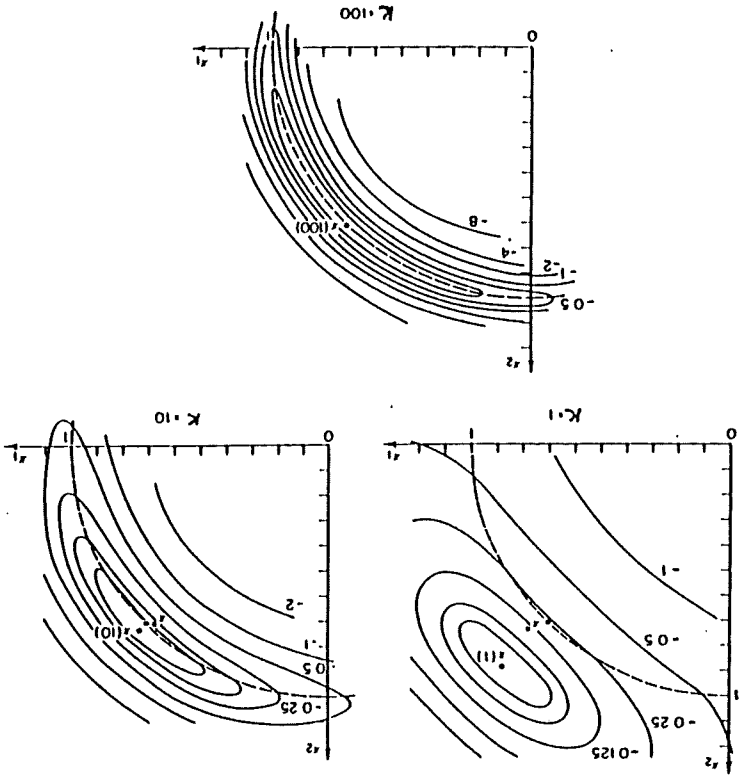 x₂
-0.125
-0.25
1
-0.5
x(1)
x*
-1
0
1
x₁
K=1
x₂
-0.25
0.5
-1
x(10)
x*
-2
0
1
x₁
K=10
x₂
-0.5
-1
-2
-4
-8
x(100)
0
1
x₁
K=100